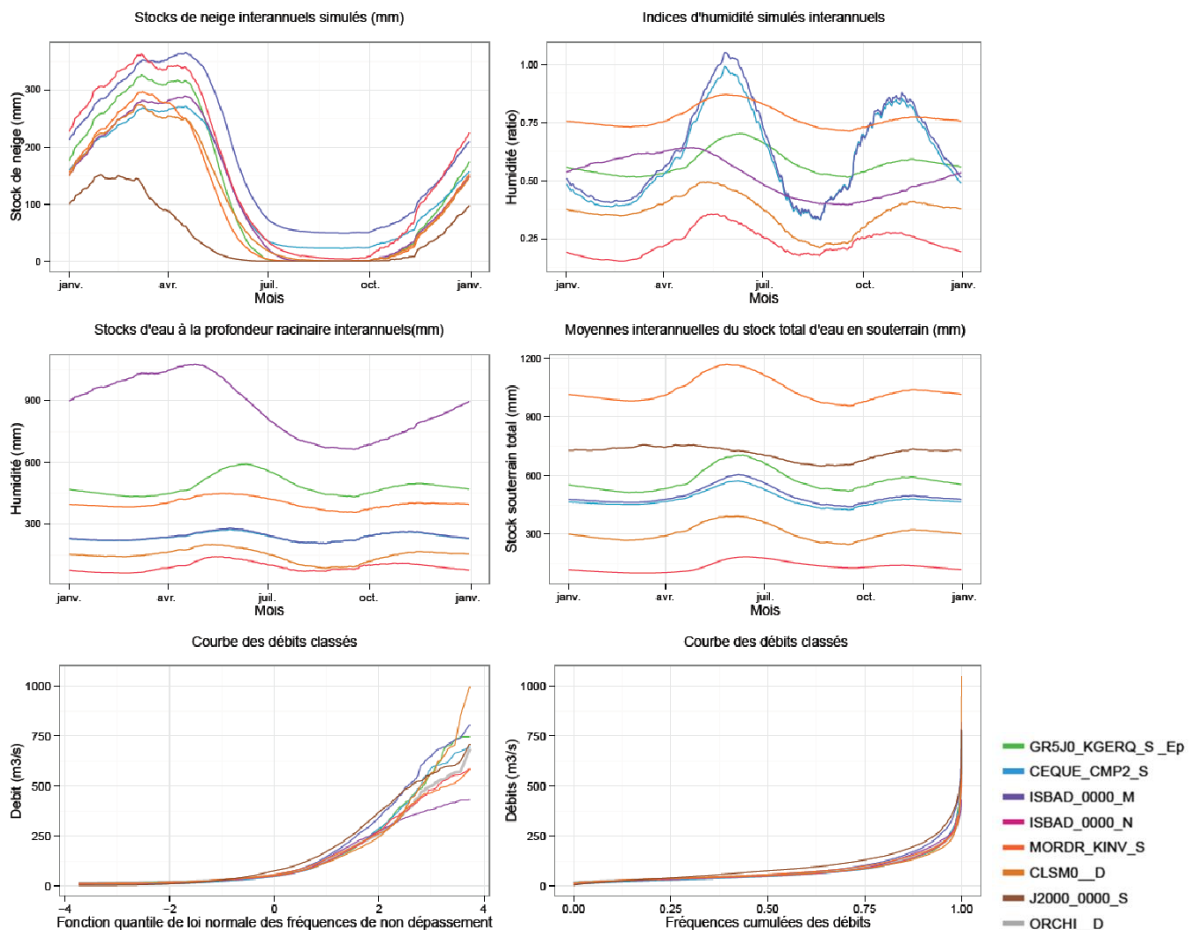 Stocks de neige interannuels simulés (mm)
Stock de neige (mm)
300
200
100
0
janv.
avr.
juil.
oct.
janv.
Mois
Indices d'humidité simulés interannuels
Humidité (ratio)
1.00
0.75
0.50
0.25
janv.
avr.
juil.
oct.
janv.
Mois
Stocks d'eau à la profondeur racinaire interannuels(mm)
Humidité (mm)
900
600
300
janv.
avr.
juil.
oct.
janv.
Mois
Moyennes interannuelles du stock total d'eau en souterrain (mm)
Stock souterrain total (mm)
1200
900
600
300
janv.
avr.
juil.
oct.
janv.
Mois
Courbe des débits classés
Debit (m3/s)
1000
750
500
250
0
−4
−2
0
2
4
Fonction quantile de loi normale des fréquences de non dépassement
Courbe des débits classés
Débits (m3/s)
1000
750
500
250
0
0.00
0.25
0.50
0.75
1.00
Fréquences cumulées des débits
GR5J0_KGERQ_S _Ep
CEQUE_CMP2_S
ISBAD_0000_M
ISBAD_0000_N
MORDR_KINV_S
CLSM0__D
J2000_0000_S
ORCHI__D